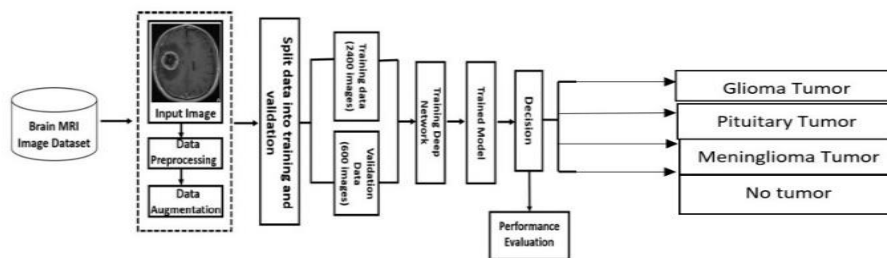 Brain MRI
Image Dataset
Input Image
Data
Preprocessing
Data
Augmentation
Split data into training and
validation
Training data
(2400 images)
Validation
Data
(600 images)
Training Deep
Network
Trained Model
Decision
Performance
Evaluation
Glioma Tumor
Pituitary Tumor
Meninglioma Tumor
No tumor